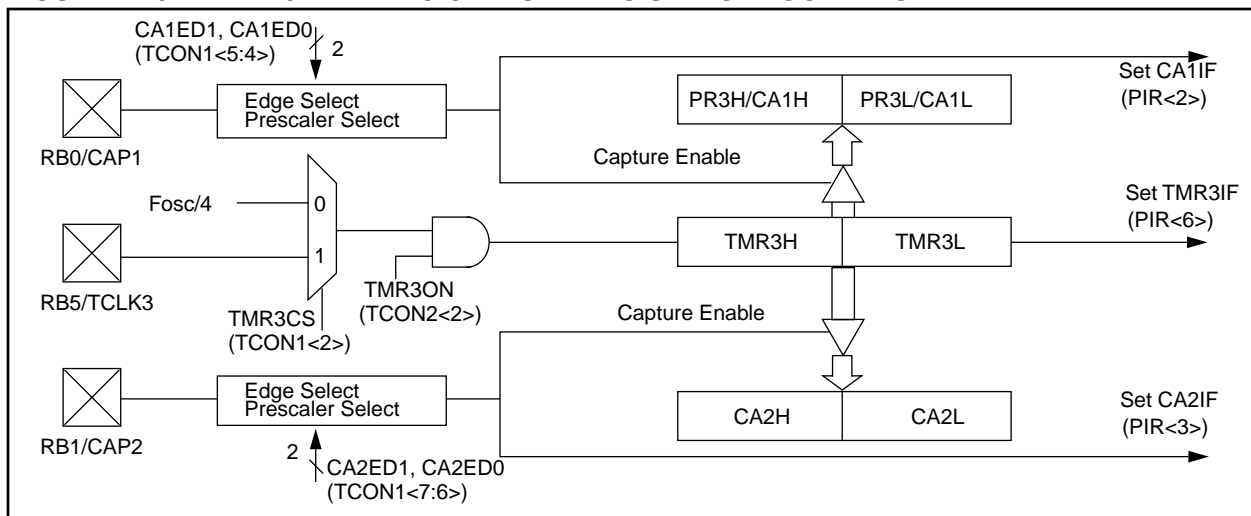 CA1ED1, CA1ED0
(TCON1<5:4>)
2
Set CA1IF
(PIR<2>)
Edge Select
Prescaler Select
PR3H/CA1H
PR3L/CA1L
RB0/CAP1
Capture Enable
Fosc/4
0
Set TMR3IF
(PIR<6>)
1
TMR3H
TMR3L
RB5/TCLK3
TMR3ON
(TCON2<2>)
TMR3CS
(TCON1<2>)
Capture Enable
Edge Select
Prescaler Select
CA2H
CA2L
Set CA2IF
(PIR<3>)
RB1/CAP2
2
CA2ED1, CA2ED0
(TCON1<7:6>)